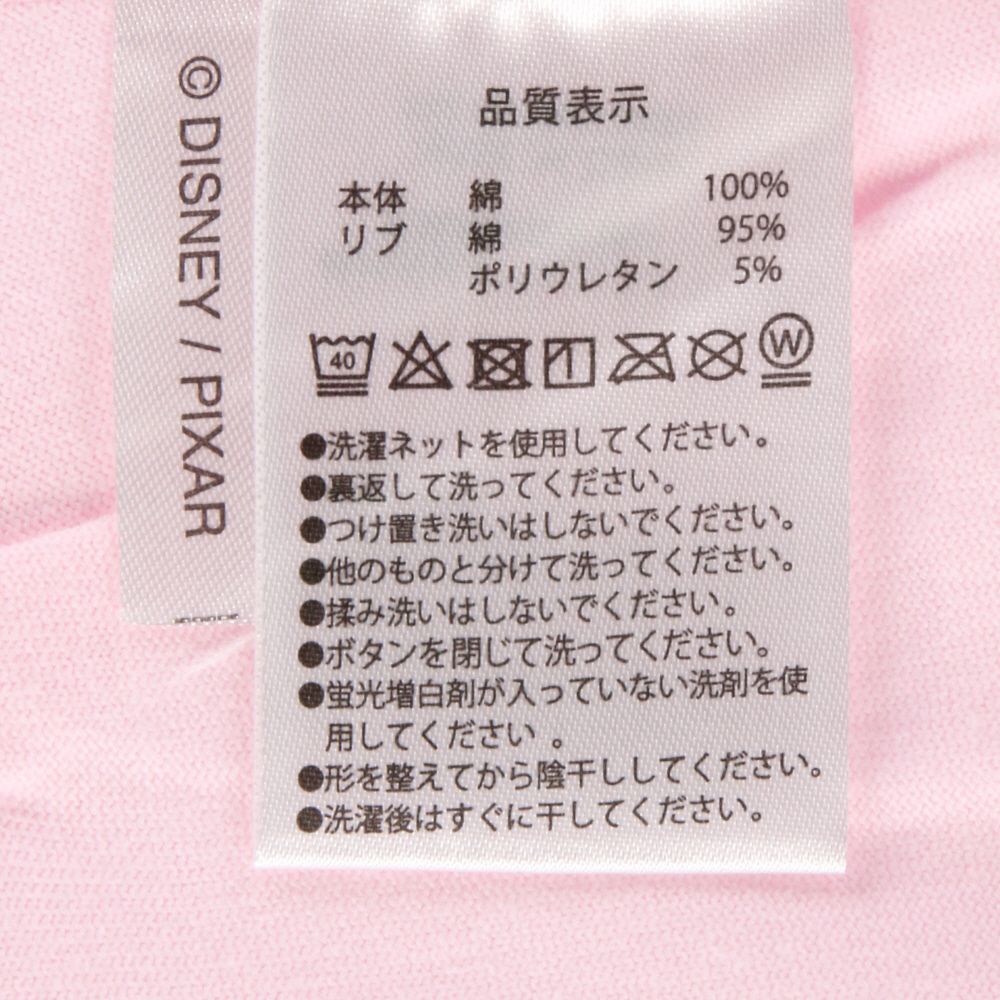 © DISNEY / PIXAR
品質表示
本体 綿 100%
リブ 綿 95%
ポリウレタン 5%
40
W
●洗濯ネットを使用してください。
●裏返して洗ってください。
●つけ置き洗いはしないでください。
●他のものと分けて洗ってください。
●揉み洗いはしないでください。
●ボタンを閉じて洗ってください。
●蛍光増白剤が入っていない洗剤を使
用してください 。
●形を整えてから陰干ししてください。
●洗濯後はすぐに干してください。